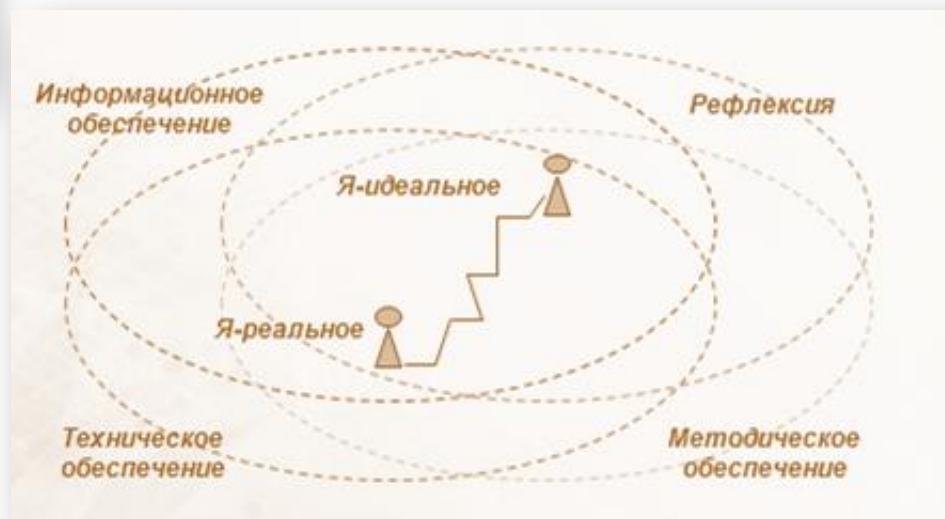 Информационное
обеспечение
Рефлексия
Я-идеальное
Я-реальное
Техническое
обеспечение
Методическое
обеспечение